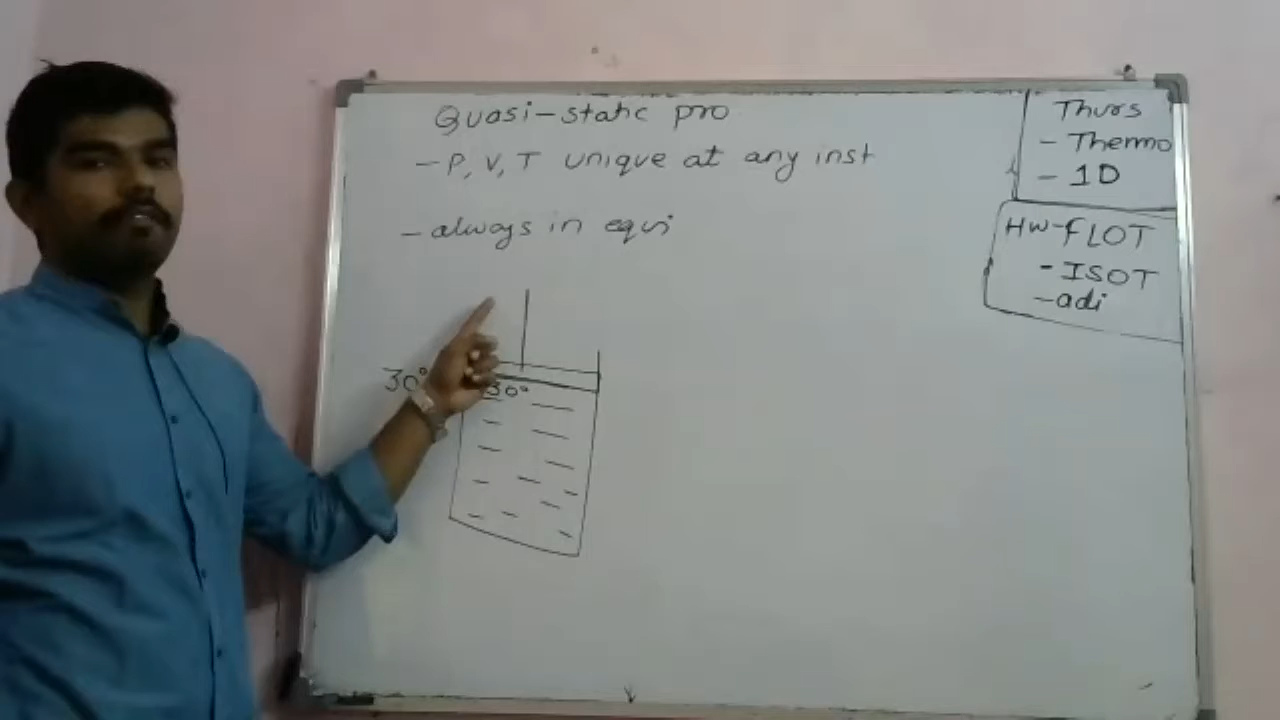 Quasi-static pro
- P, V, T unique at any inst
- always in equi
30°
30°
Thurs
- Thermo
- 1D
HW- FLOT
- ISOT
- adi